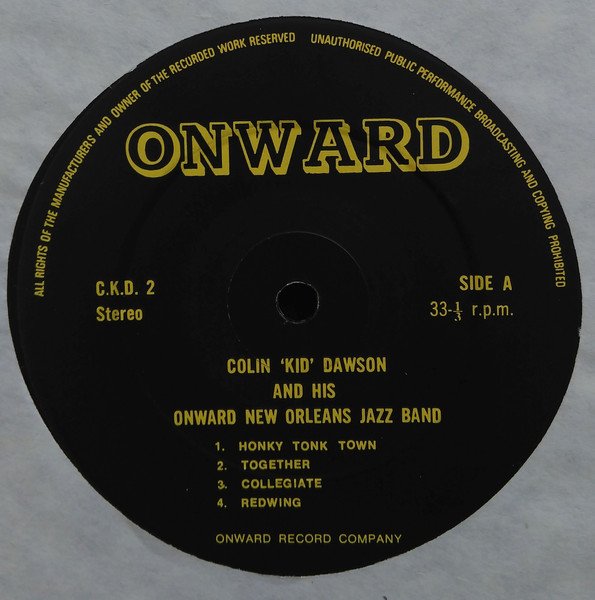 ALL RIGHTS OF THE MANUFACTURERS AND OWNER OF THE RECORDED WORK RESERVED   UNAUTHORISED PUBLIC PERFORMANCE BROADCASTING AND COPYING PROHIBITED
ONWARD
C.K.D. 2
Stereo
SIDE A
33-1/3 r.p.m.
COLIN 'KID' DAWSON
AND HIS
ONWARD NEW ORLEANS JAZZ BAND
1. HONKY TONK TOWN
2. TOGETHER
3. COLLEGIATE
4. REDWING
ONWARD RECORD COMPANY